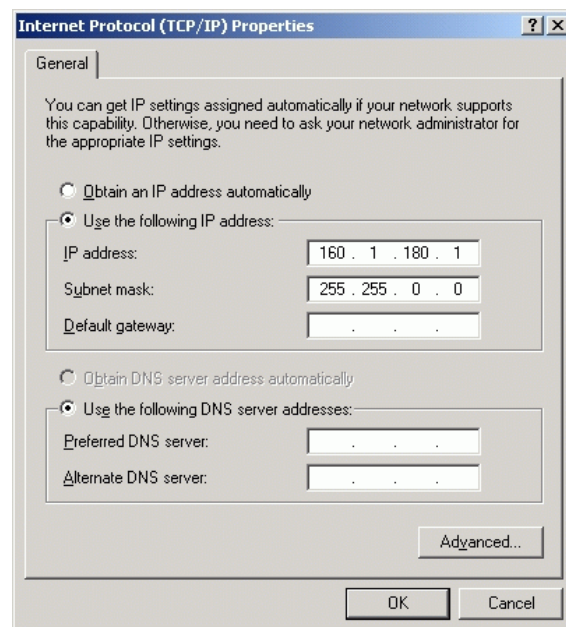 Internet Protocol (TCP/IP) Properties
General
You can get IP settings assigned automatically if your network supports
this capability. Otherwise, you need to ask your network administrator for
the appropriate IP settings.
Obtain an IP address automatically
Use the following IP address:
IP address: 160 . 1 . 180 . 1
Subnet mask: 255 . 255 . 0 . 0
Default gateway: . . .
Obtain DNS server address automatically
Use the following DNS server addresses:
Preferred DNS server: . . .
Alternate DNS server: . . .
Advanced...
OK Cancel